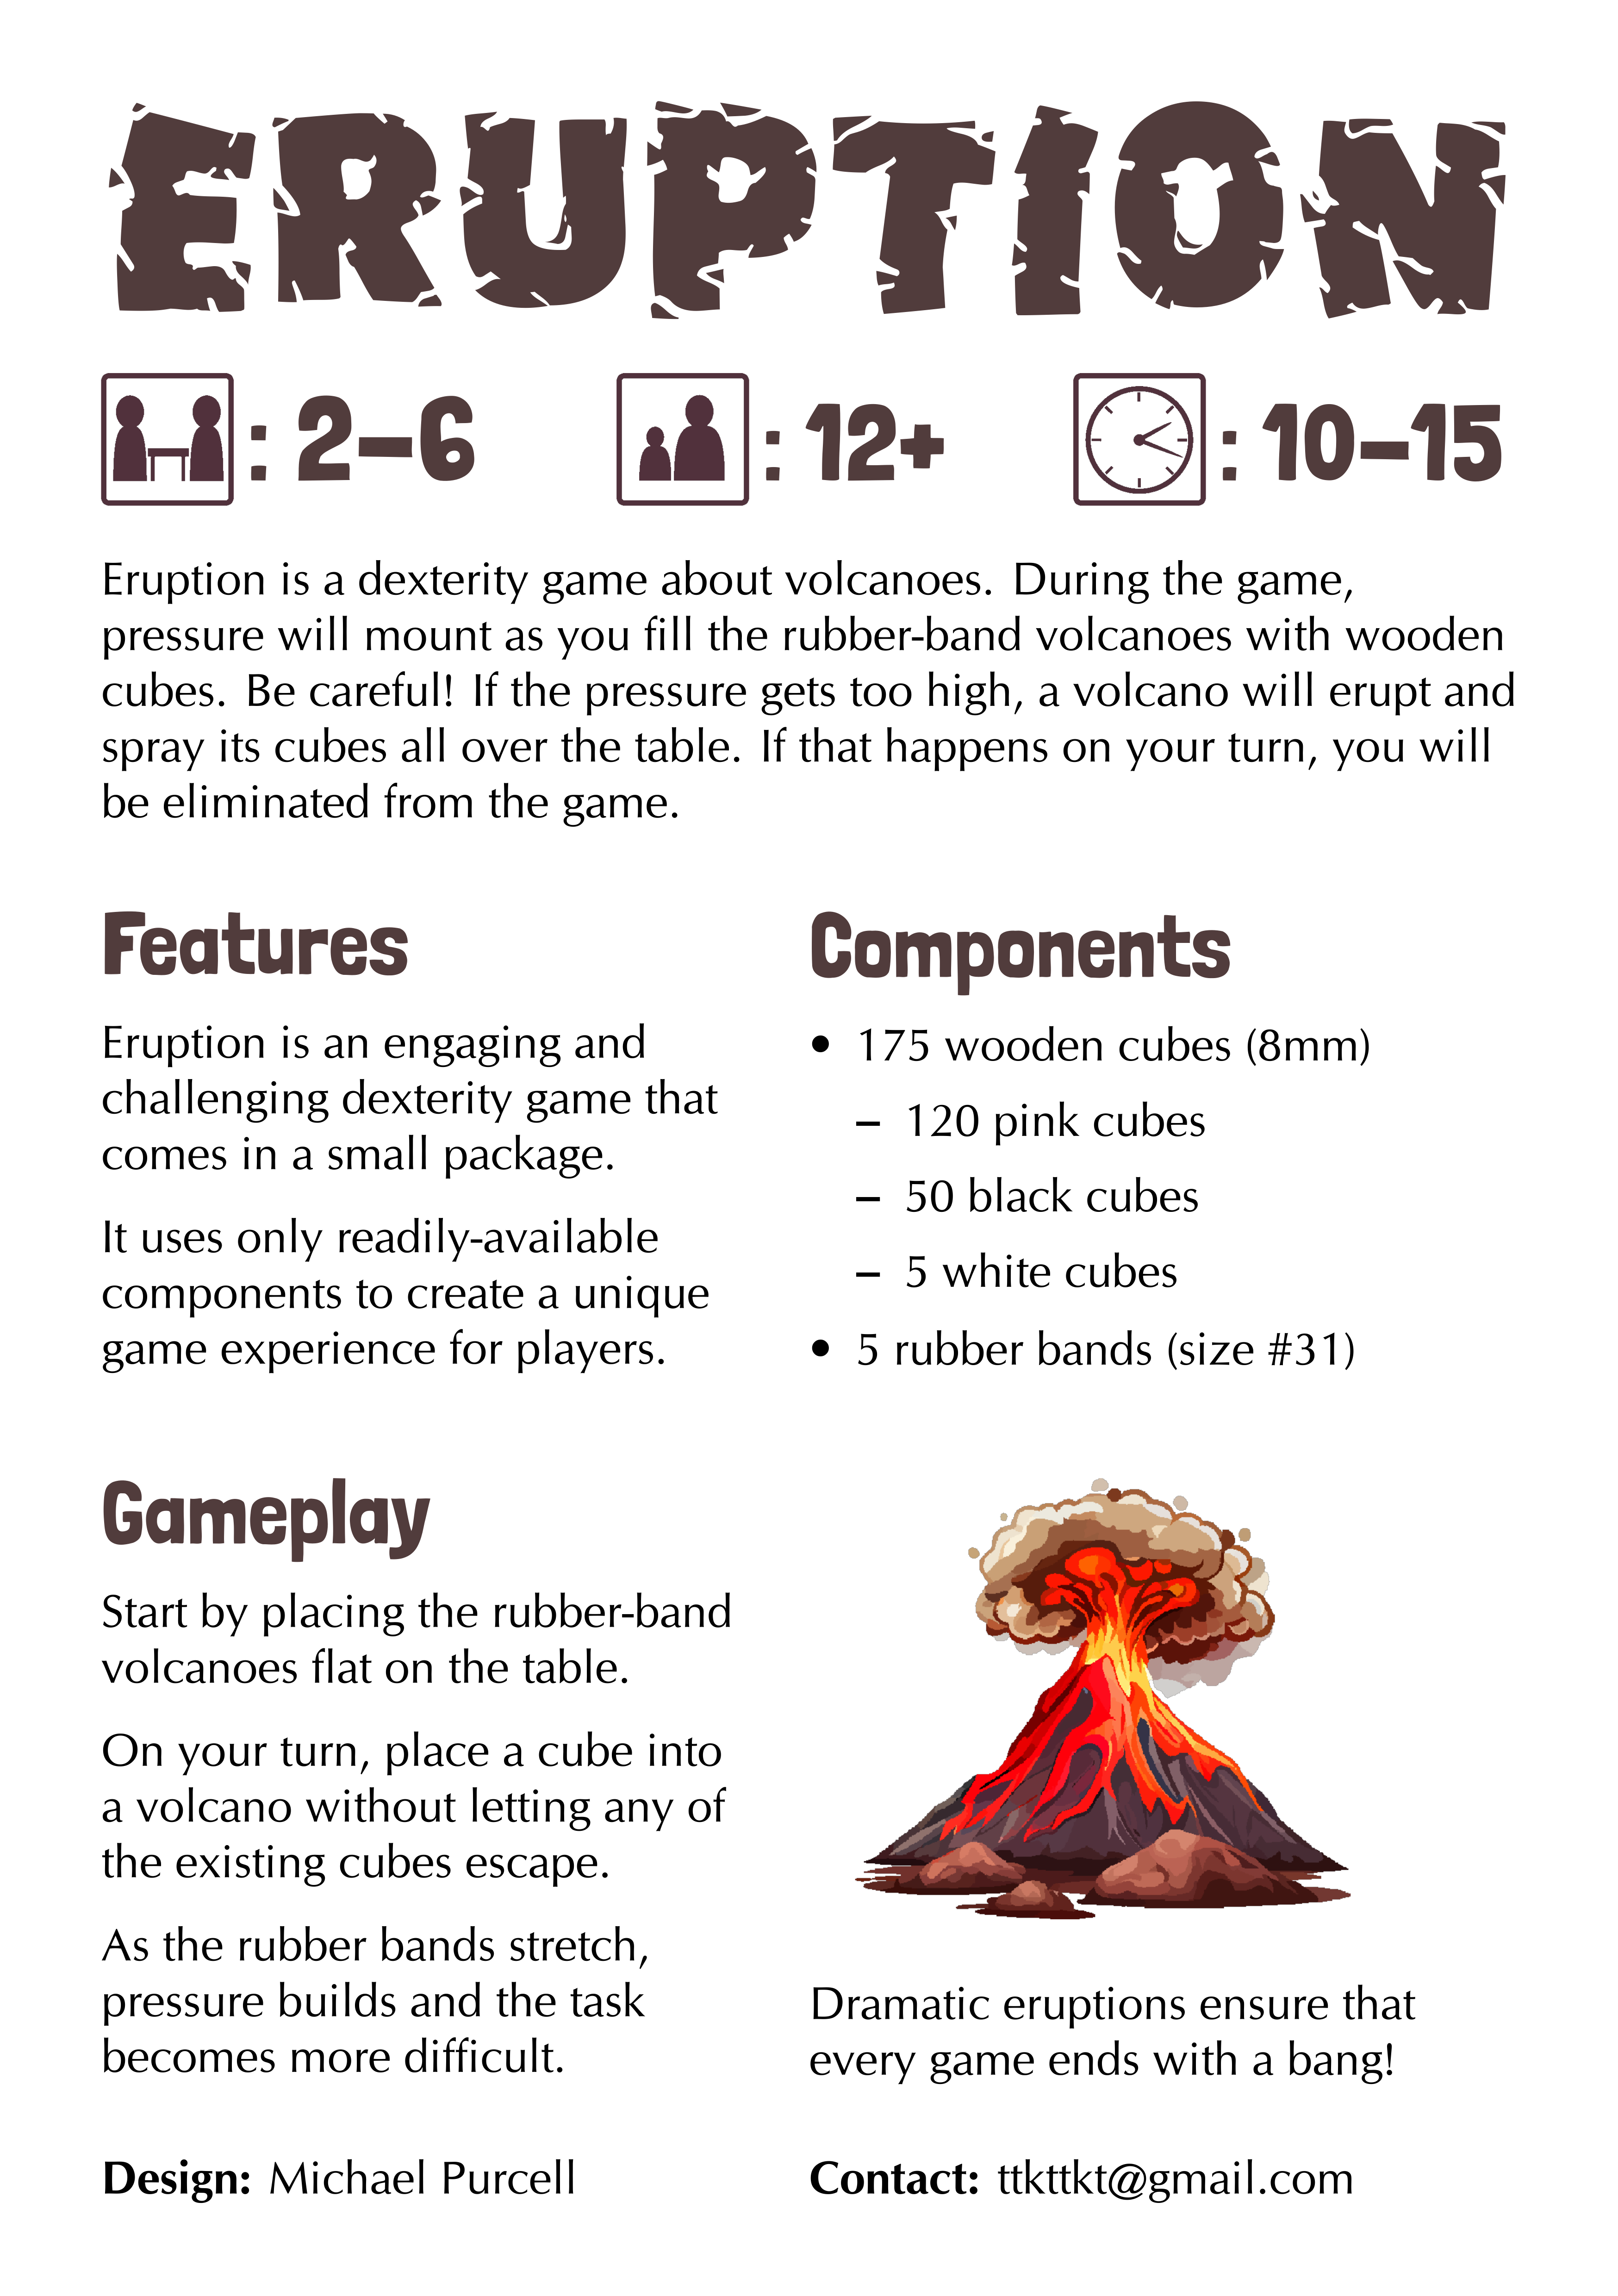 ERUPTION
: 2–6
: 12+
: 10–15
Eruption is a dexterity game about volcanoes. During the game,
pressure will mount as you fill the rubber-band volcanoes with wooden
cubes. Be careful! If the pressure gets too high, a volcano will erupt and
spray its cubes all over the table. If that happens on your turn, you will
be eliminated from the game.
Features
Eruption is an engaging and
challenging dexterity game that
comes in a small package.
It uses only readily-available
components to create a unique
game experience for players.
Components
• 175 wooden cubes (8mm)
– 120 pink cubes
– 50 black cubes
– 5 white cubes
• 5 rubber bands (size #31)
Gameplay
Start by placing the rubber-band
volcanoes flat on the table.
On your turn, place a cube into
a volcano without letting any of
the existing cubes escape.
As the rubber bands stretch,
pressure builds and the task
becomes more difficult.
Dramatic eruptions ensure that
every game ends with a bang!
Design: Michael Purcell
Contact: ttkttkt@gmail.com